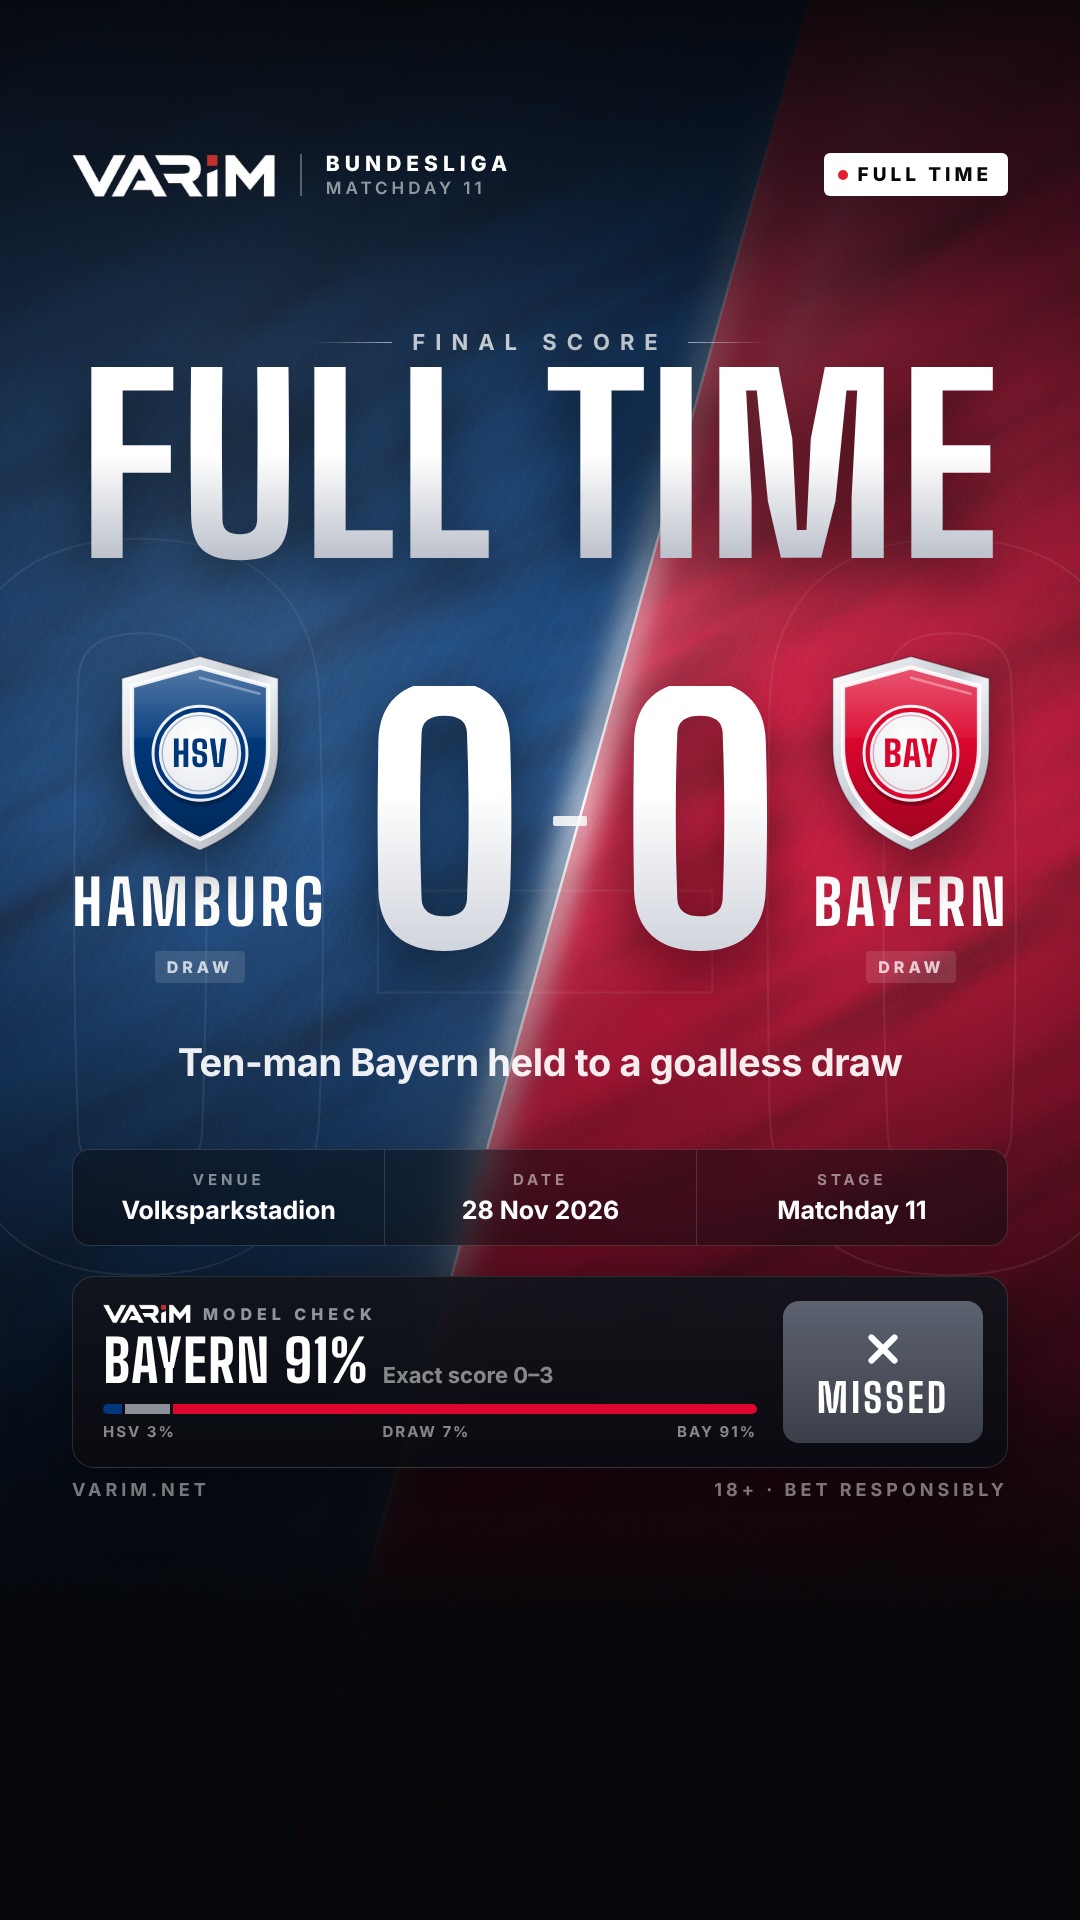 VARiM
BUNDESLIGA
MATCHDAY 11
FULL TIME
FINAL SCORE
FULL TIME
HSV
0 - 0
BAY
HAMBURG
BAYERN
DRAW
DRAW
Ten-man Bayern held to a goalless draw
VENUE
Volksparkstadion
DATE
28 Nov 2026
STAGE
Matchday 11
VARiM MODEL CHECK
BAYERN 91% Exact score 0–3
HSV 3% DRAW 7% BAY 91%
MISSED
VARIM.NET
18+ · BET RESPONSIBLY